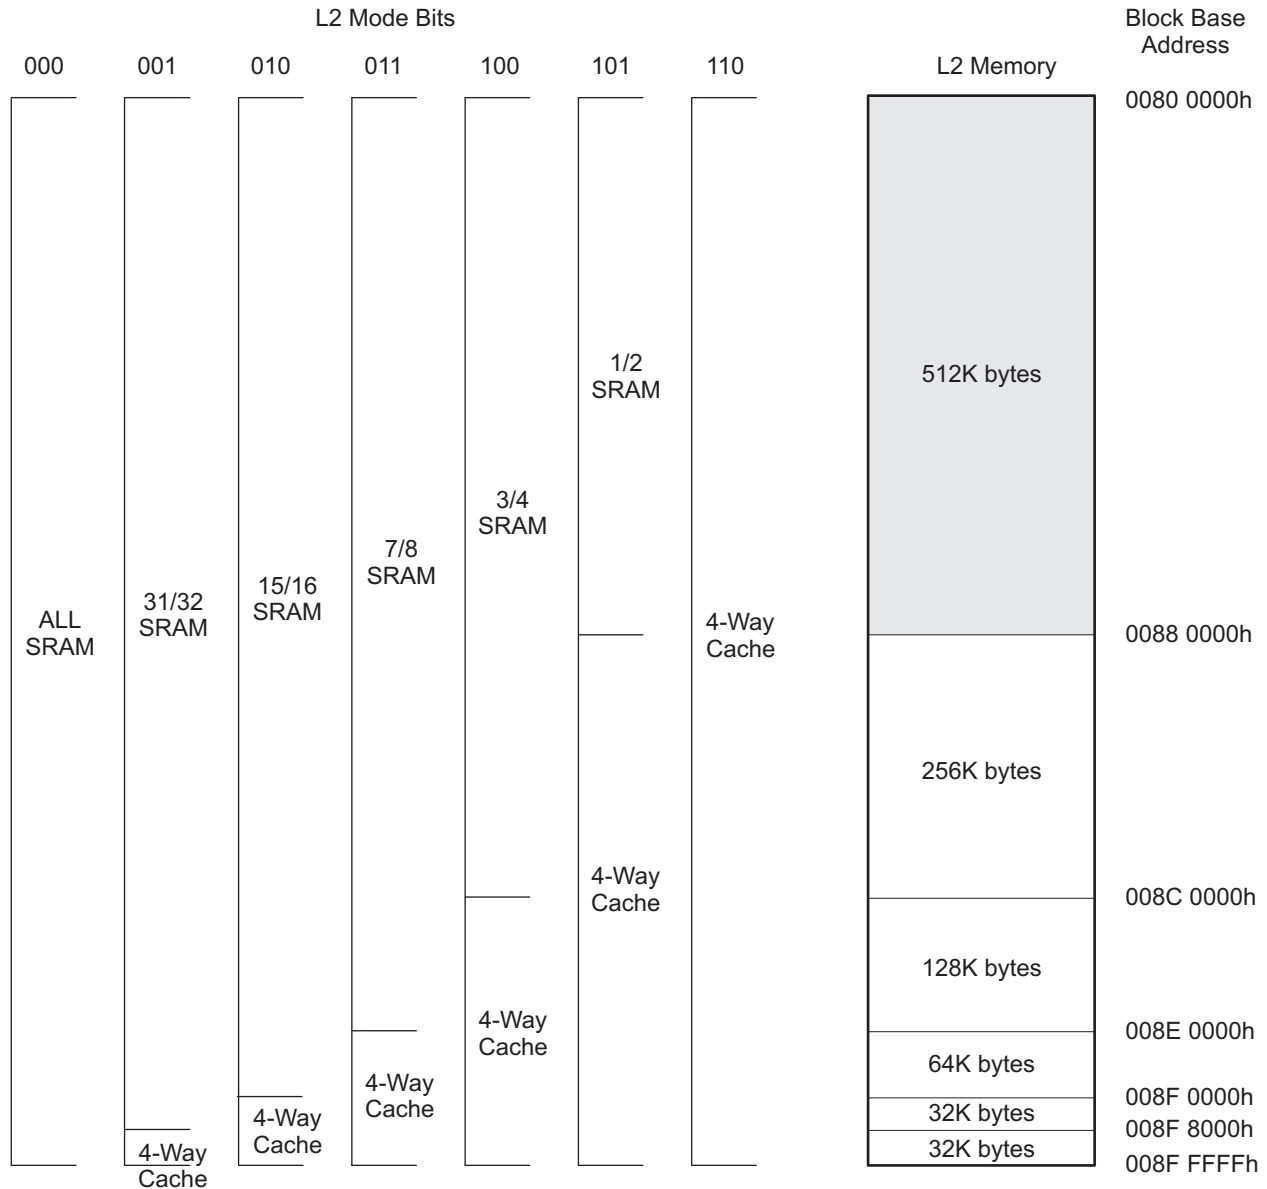 L2 Mode Bits
Block Base
Address
000 001 010 011 100 101 110 L2 Memory
0080 0000h
1/2
SRAM
512K bytes
3/4
SRAM
7/8
SRAM
15/16
SRAM
31/32
SRAM
ALL
SRAM
4-Way
Cache
0088 0000h
256K bytes
4-Way
Cache
008C 0000h
128K bytes
4-Way
Cache
008E 0000h
64K bytes
4-Way
Cache
008F 0000h
32K bytes
4-Way
Cache
008F 8000h
32K bytes
4-Way
Cache
008F FFFFh